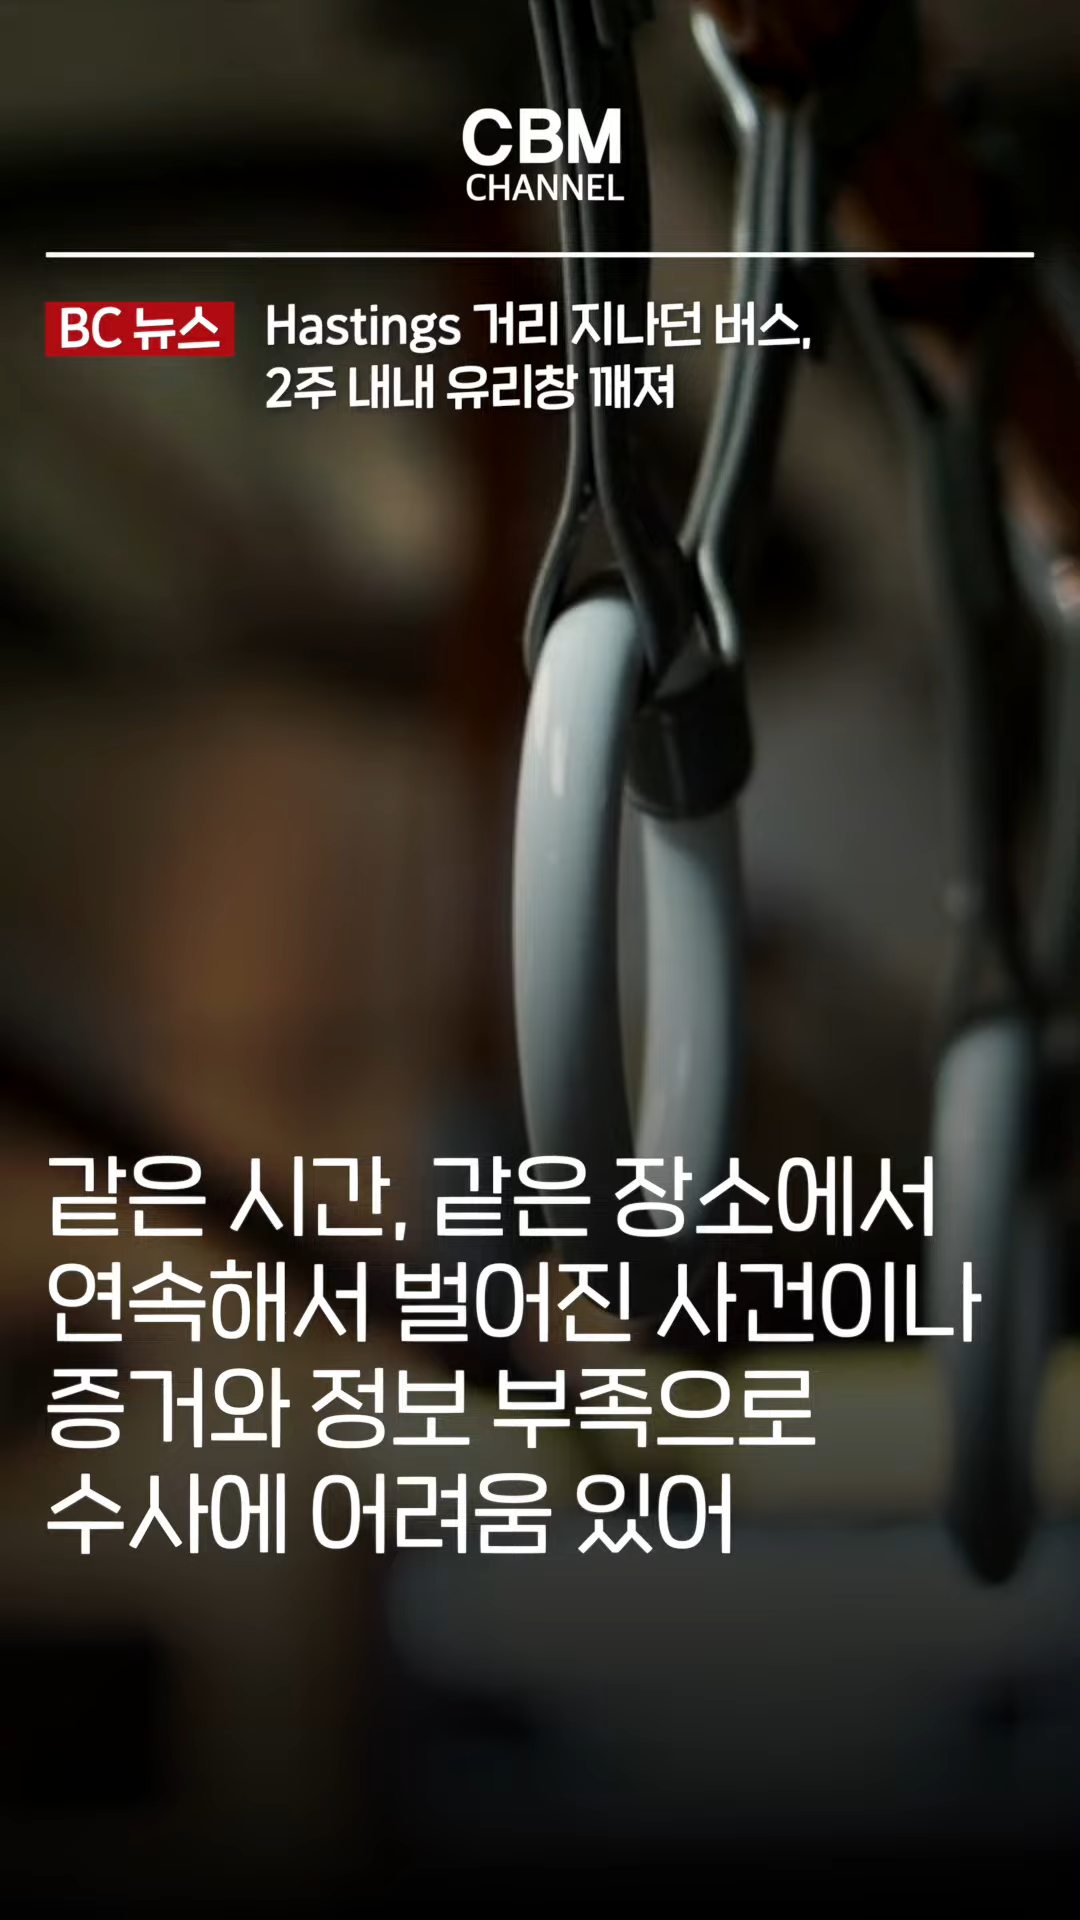 CBM
CHANNEL
BC 뉴스
Hastings 거리 지나던 버스,
2주 내내 유리창 깨져
같은 시간, 같은 장소에서
연속해서 벌어진 사건이나
증거와 정보 부족으로
수사에 어려움 있어